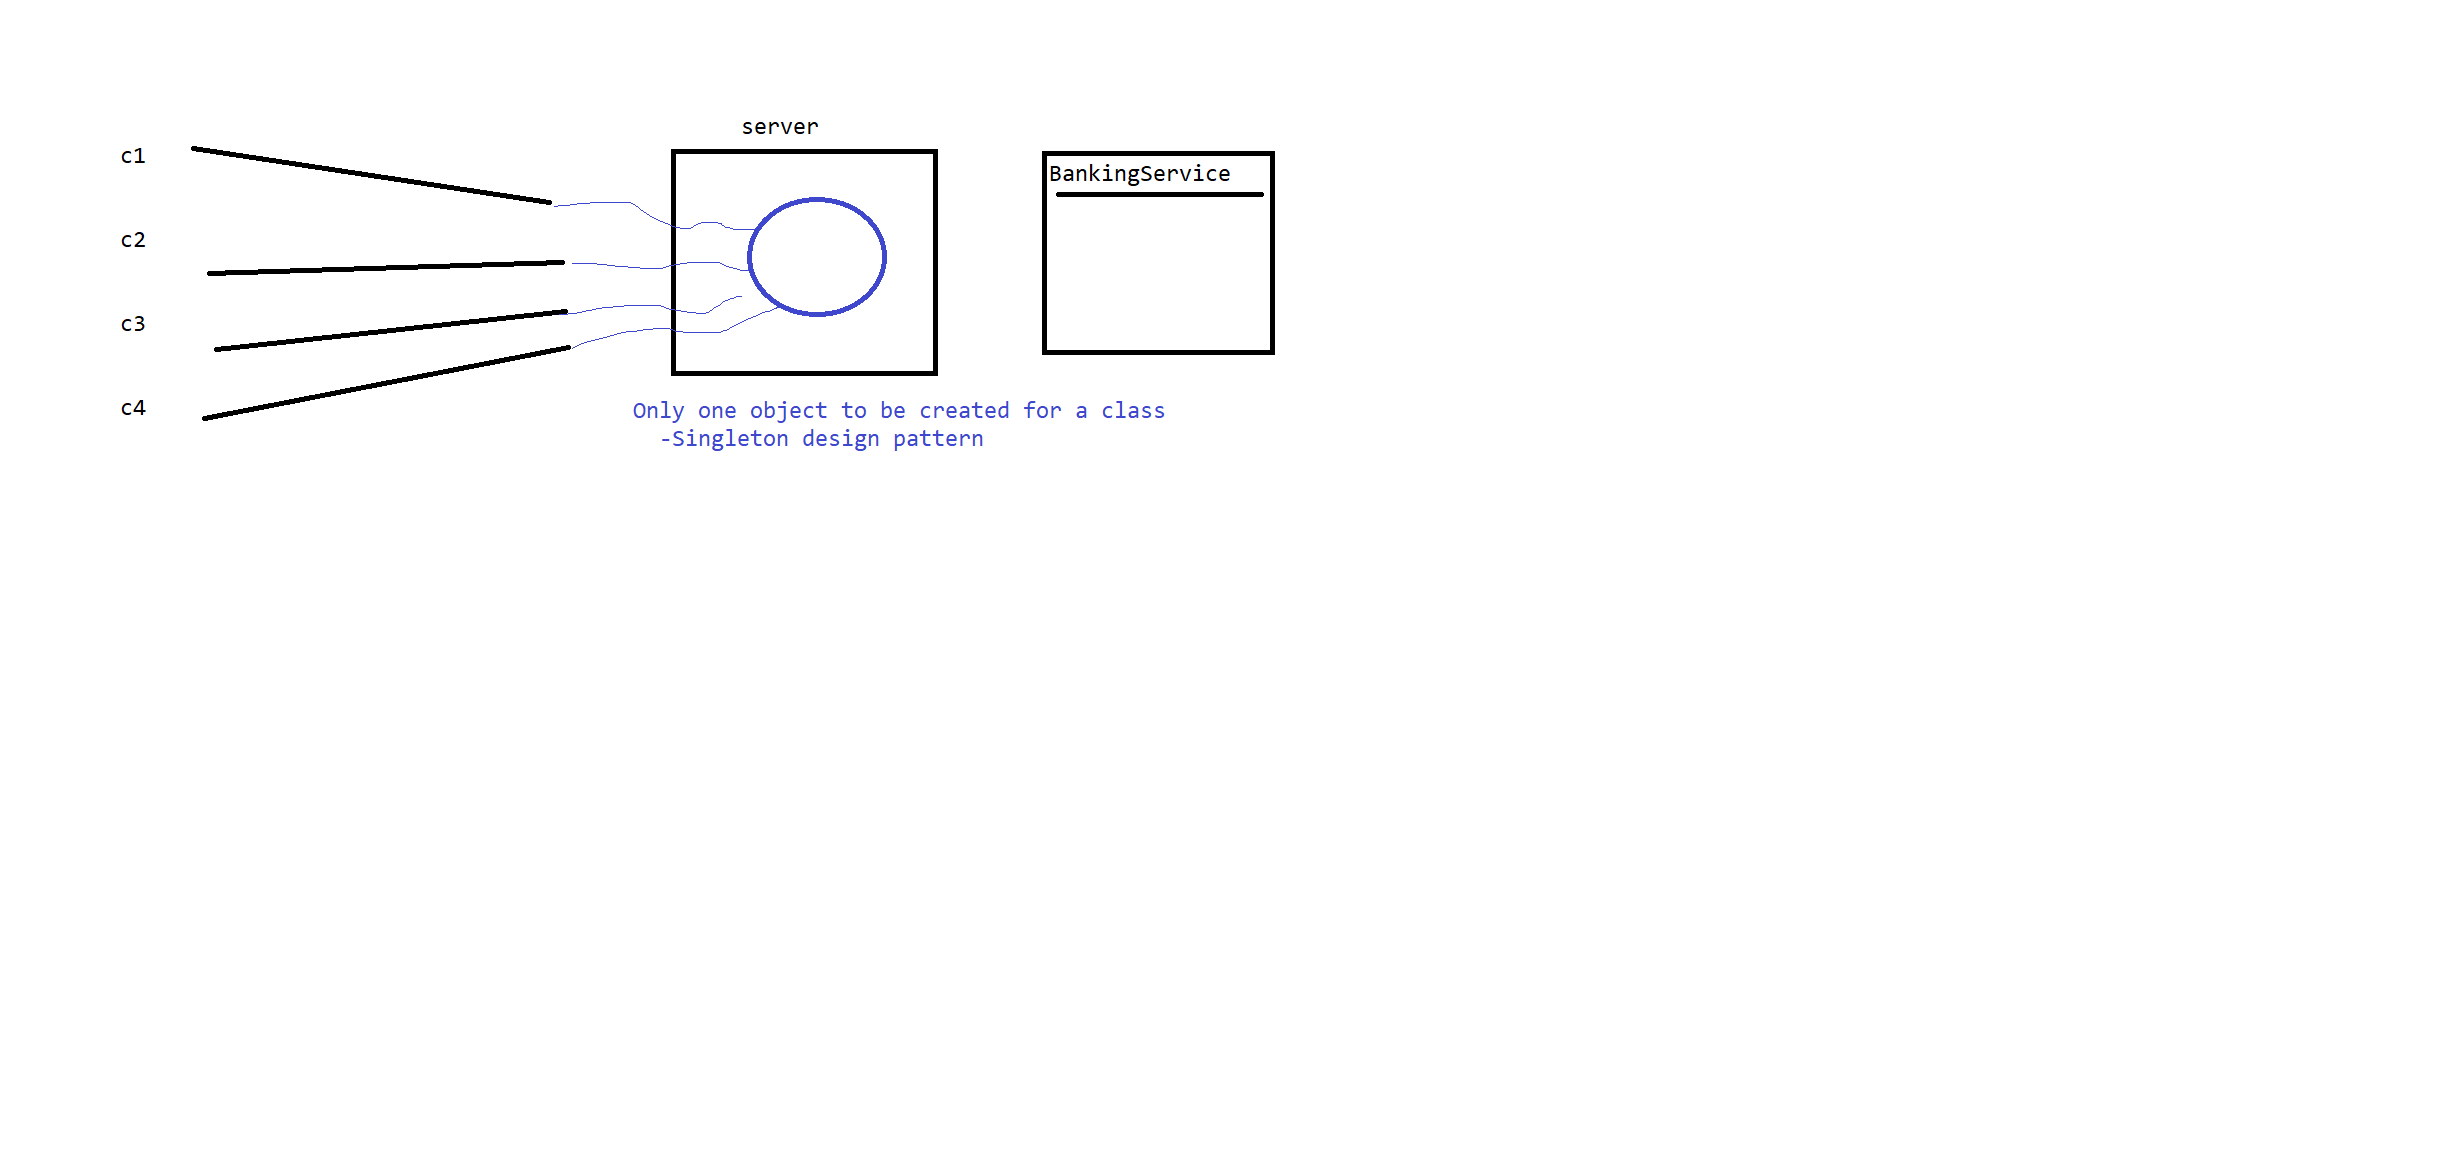 server
c1
BankingService
c2
c3
c4
Only one object to be created for a class
-Singleton design pattern